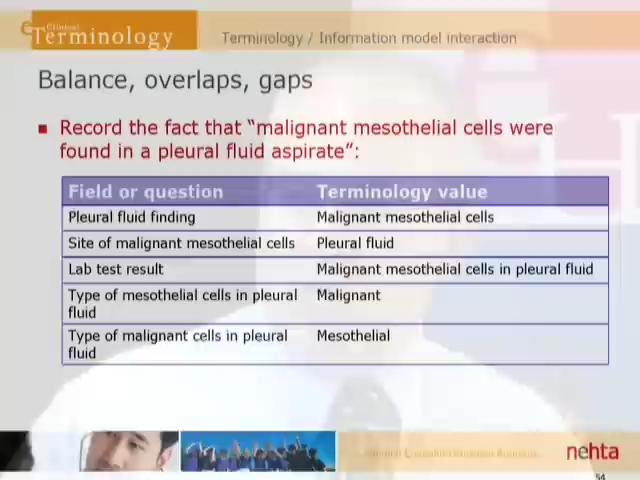 Clinical
Terminology
Terminology / Information model interaction
Balance, overlaps, gaps
Record the fact that “malignant mesothelial cells were
found in a pleural fluid aspirate”:
Field or question Terminology value
Pleural fluid finding Malignant mesothelial cells
Site of malignant mesothelial cells Pleural fluid
Lab test result Malignant mesothelial cells in pleural fluid
Type of mesothelial cells in pleural Malignant
fluid
Type of malignant cells in pleural Mesothelial
fluid
nehta
54